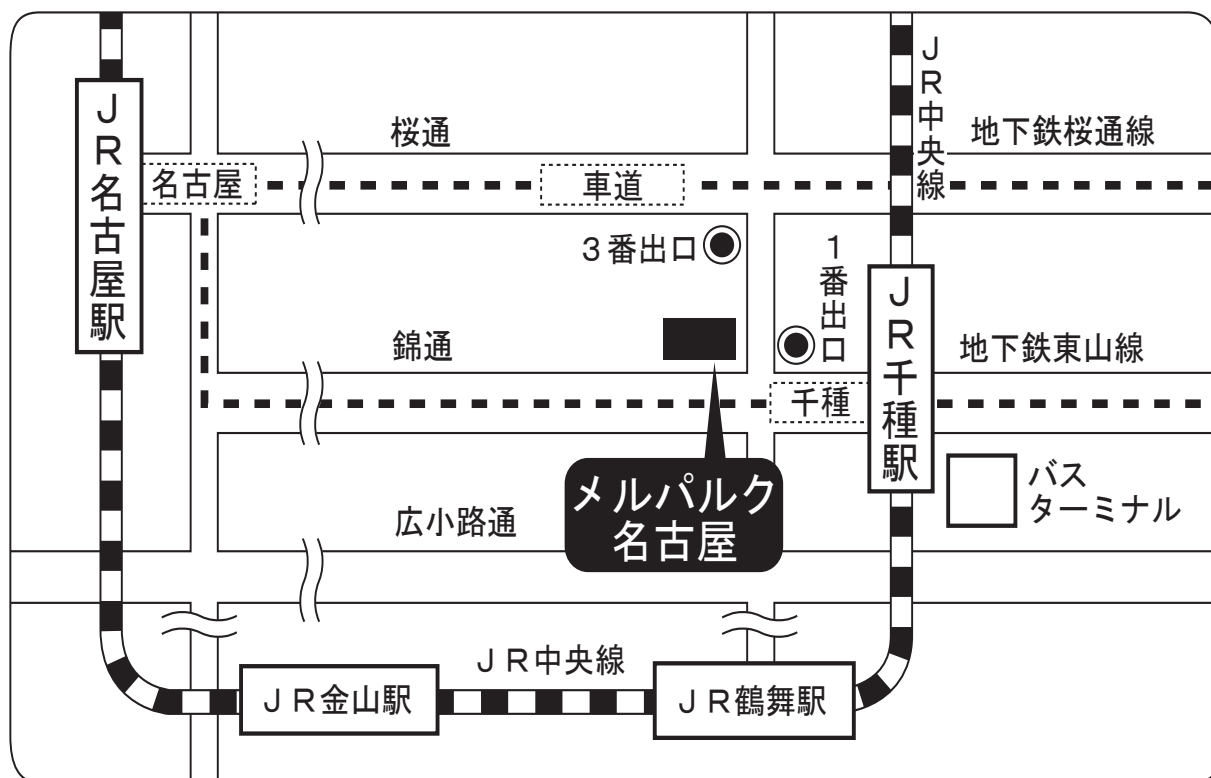 JR中央線
JR名古屋駅
桜通
地下鉄桜通線
名古屋
車道
3番出口
1番出口
JR千種駅
錦通
地下鉄東山線
千種
メルパルク
名古屋
バス
ターミナル
広小路通
JR中央線
JR金山駅
JR鶴舞駅